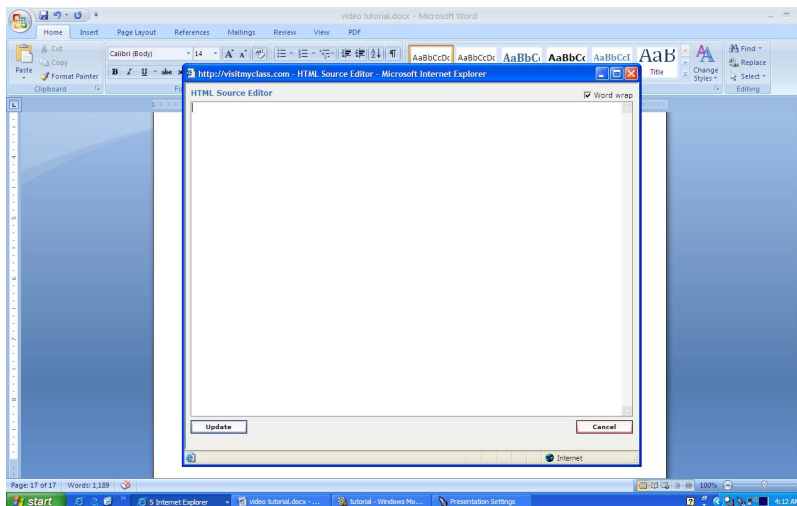 video tutorial.docx - Microsoft Word
Home Insert Page Layout References Mailings Review View PDF
Paste
Cut
Copy
Format Painter
Clipboard
Calibri (Body) 14
B I U abe
AaBbCcDc AaBbCcDc AaBbC AaBbCc AaBbCcI AaB
Title
Change Styles
Find
Replace
Select
Editing
http://visitmyclass.com - HTML Source Editor - Microsoft Internet Explorer
HTML Source Editor
Word wrap
Update
Cancel
Internet
Page: 17 of 17 Words: 1,189 100%
start 5 Internet Explorer video tutorial.docx - ... tutorial - Windows Mo... Presentation Settings 4:12 AM